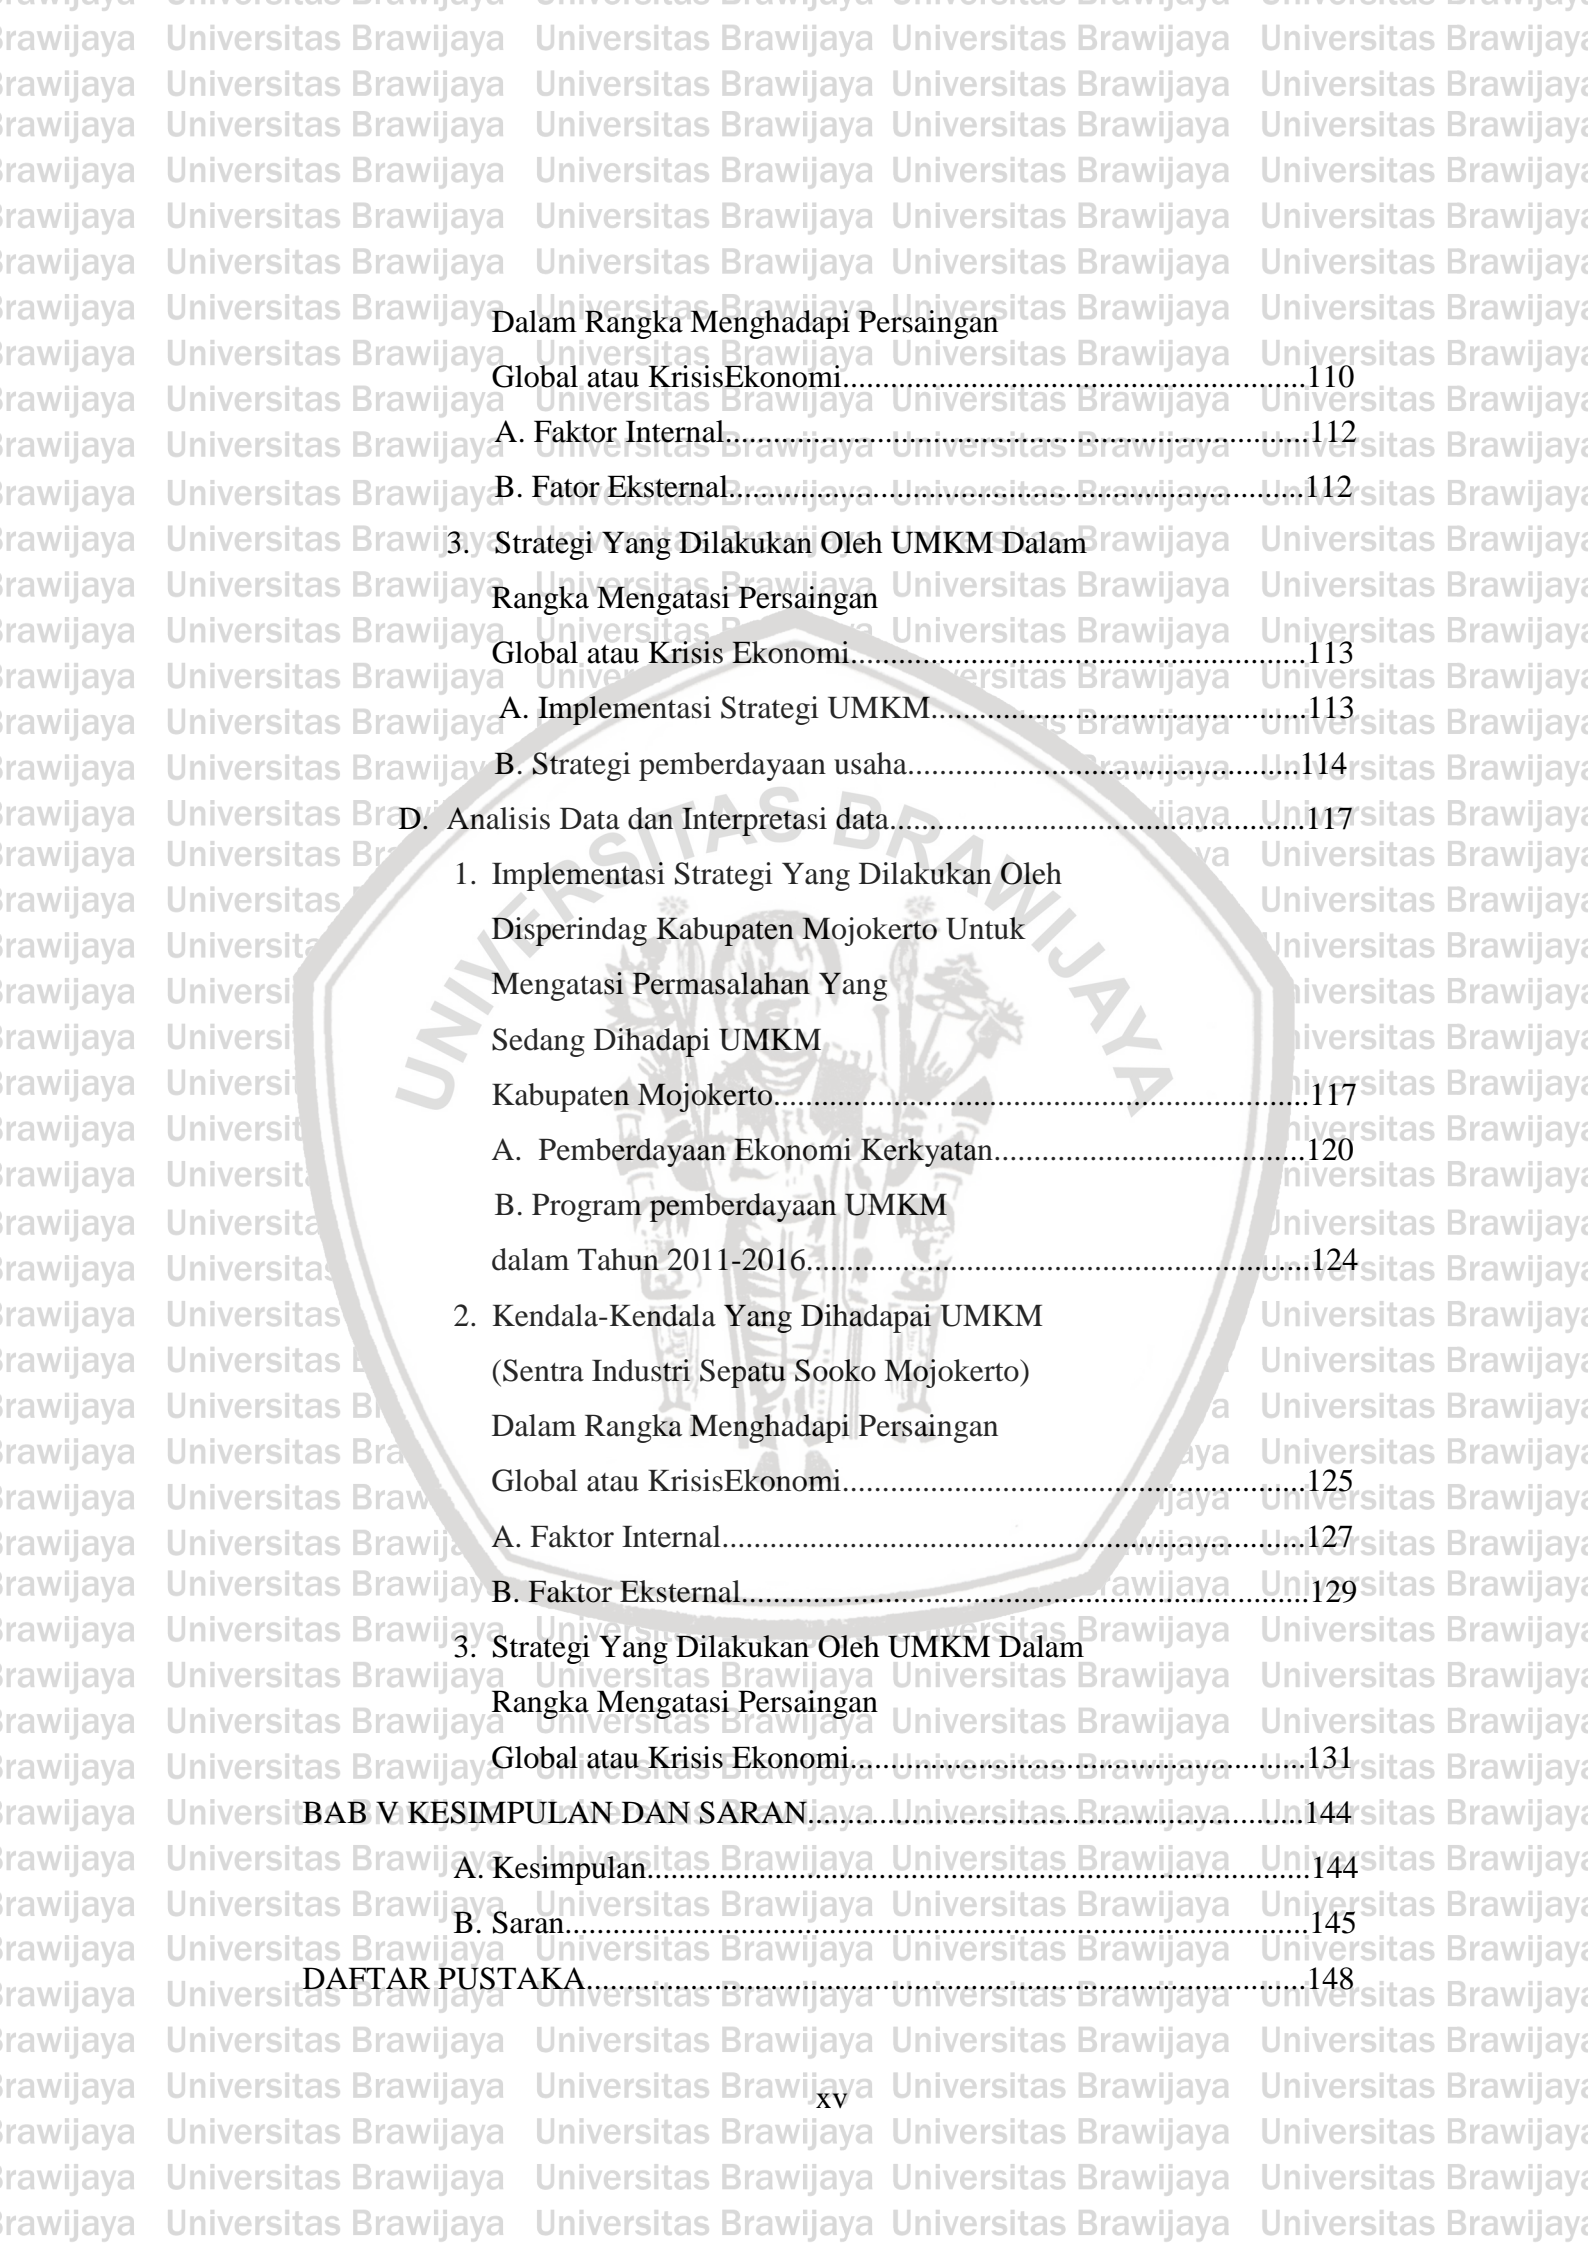 Dalam Rangka Menghadapi Persaingan
Global atau KrisisEkonomi..........................................................110
A. Faktor Internal..........................................................................112
B. Fator Eksternal.........................................................................112
3. Strategi Yang Dilakukan Oleh UMKM Dalam
Rangka Mengatasi Persaingan
Global atau Krisis Ekonomi.........................................................113
A. Implementasi Strategi UMKM...............................................113
B. Strategi pemberdayaan usaha.................................................114
D. Analisis Data dan Interpretasi data....................................................117
1. Implementasi Strategi Yang Dilakukan Oleh
Disperindag Kabupaten Mojokerto Untuk
Mengatasi Permasalahan Yang
Sedang Dihadapi UMKM
Kabupaten Mojokerto...................................................................117
A. Pemberdayaan Ekonomi Kerkyatan.......................................120
B. Program pemberdayaan UMKM
dalam Tahun 2011-2016...............................................................124
2. Kendala-Kendala Yang Dihadapai UMKM
(Sentra Industri Sepatu Sooko Mojokerto)
Dalam Rangka Menghadapi Persaingan
Global atau KrisisEkonomi..........................................................125
A. Faktor Internal..........................................................................127
B. Faktor Eksternal.......................................................................129
3. Strategi Yang Dilakukan Oleh UMKM Dalam
Rangka Mengatasi Persaingan
Global atau Krisis Ekonomi.........................................................131
BAB V KESIMPULAN DAN SARAN..............................................................144
A. Kesimpulan...................................................................................144
B. Saran.............................................................................................145
DAFTAR PUSTAKA..........................................................................................148
xv
UNIVERSITAS BRAWIJAYA